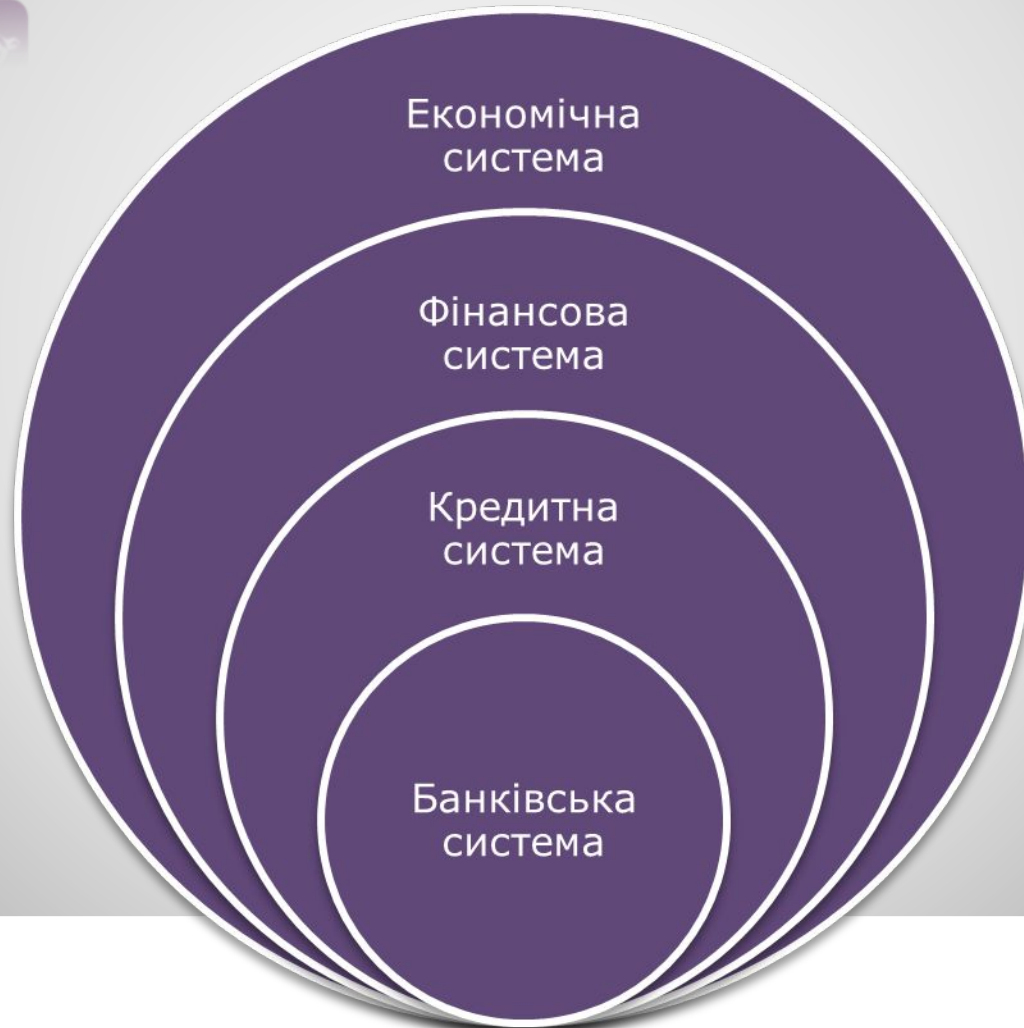 Економічна
система
Фінансова
система
Кредитна
система
Банківська
система